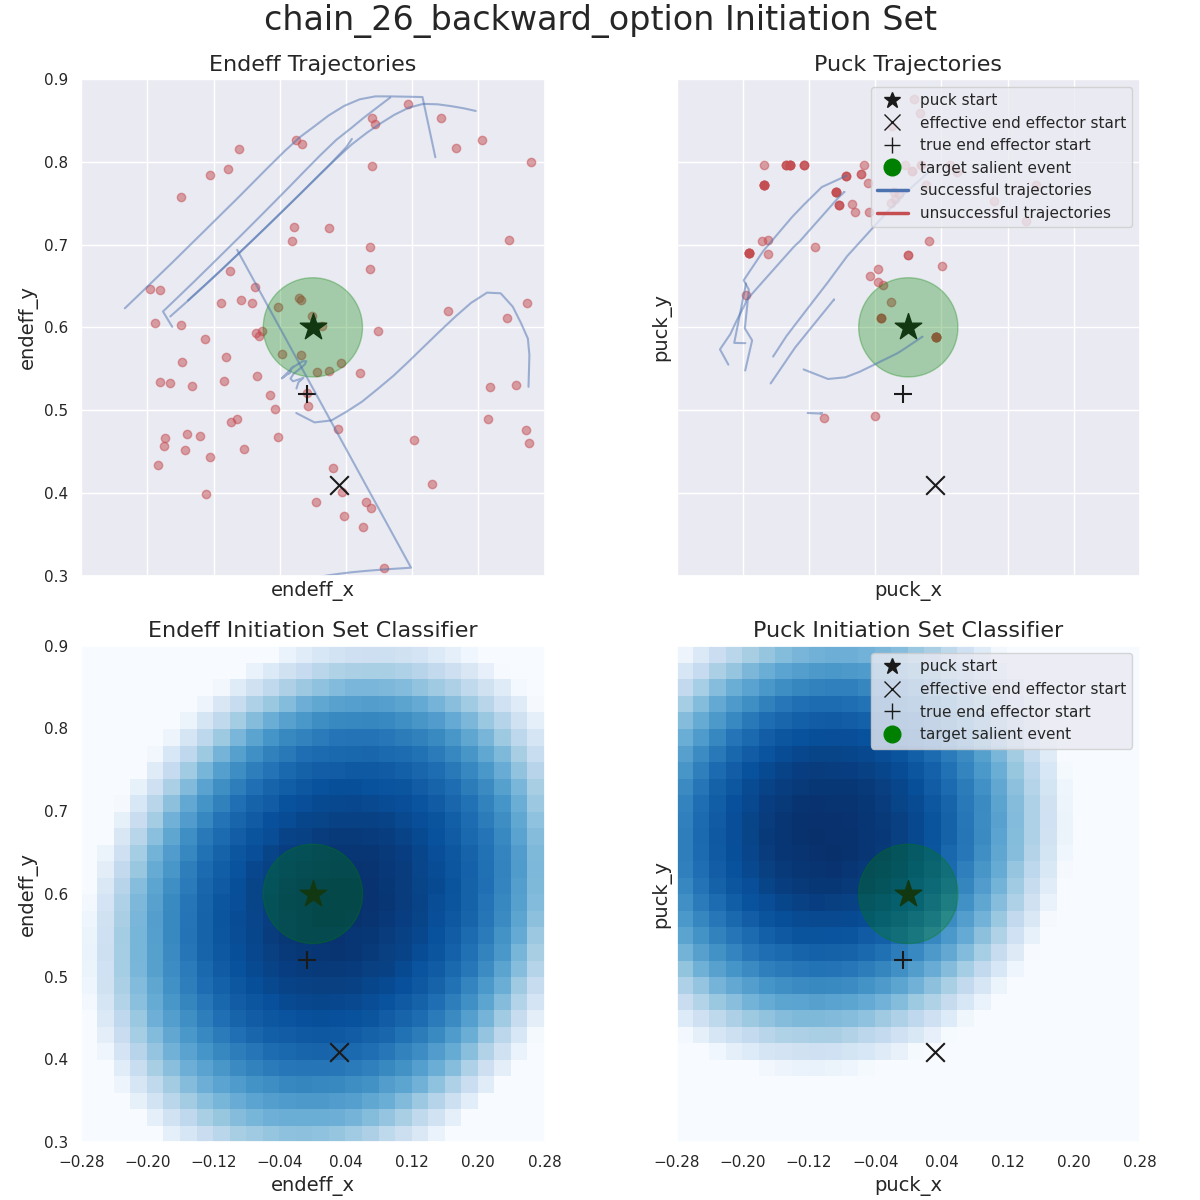 chain_26_backward_option Initiation Set
Endeff Trajectories
endeff_y
0.9
0.8
0.7
0.6
0.5
0.4
0.3
endeff_x
Puck Trajectories
puck start
effective end effector start
true end effector start
target salient event
successful trajectories
unsuccessful trajectories
puck_y
puck_x
Endeff Initiation Set Classifier
endeff_y
0.9
0.8
0.7
0.6
0.5
0.4
0.3
−0.28 −0.20 −0.12 −0.04 0.04 0.12 0.20 0.28
endeff_x
Puck Initiation Set Classifier
puck start
effective end effector start
true end effector start
target salient event
puck_y
−0.28 −0.20 −0.12 −0.04 0.04 0.12 0.20 0.28
puck_x